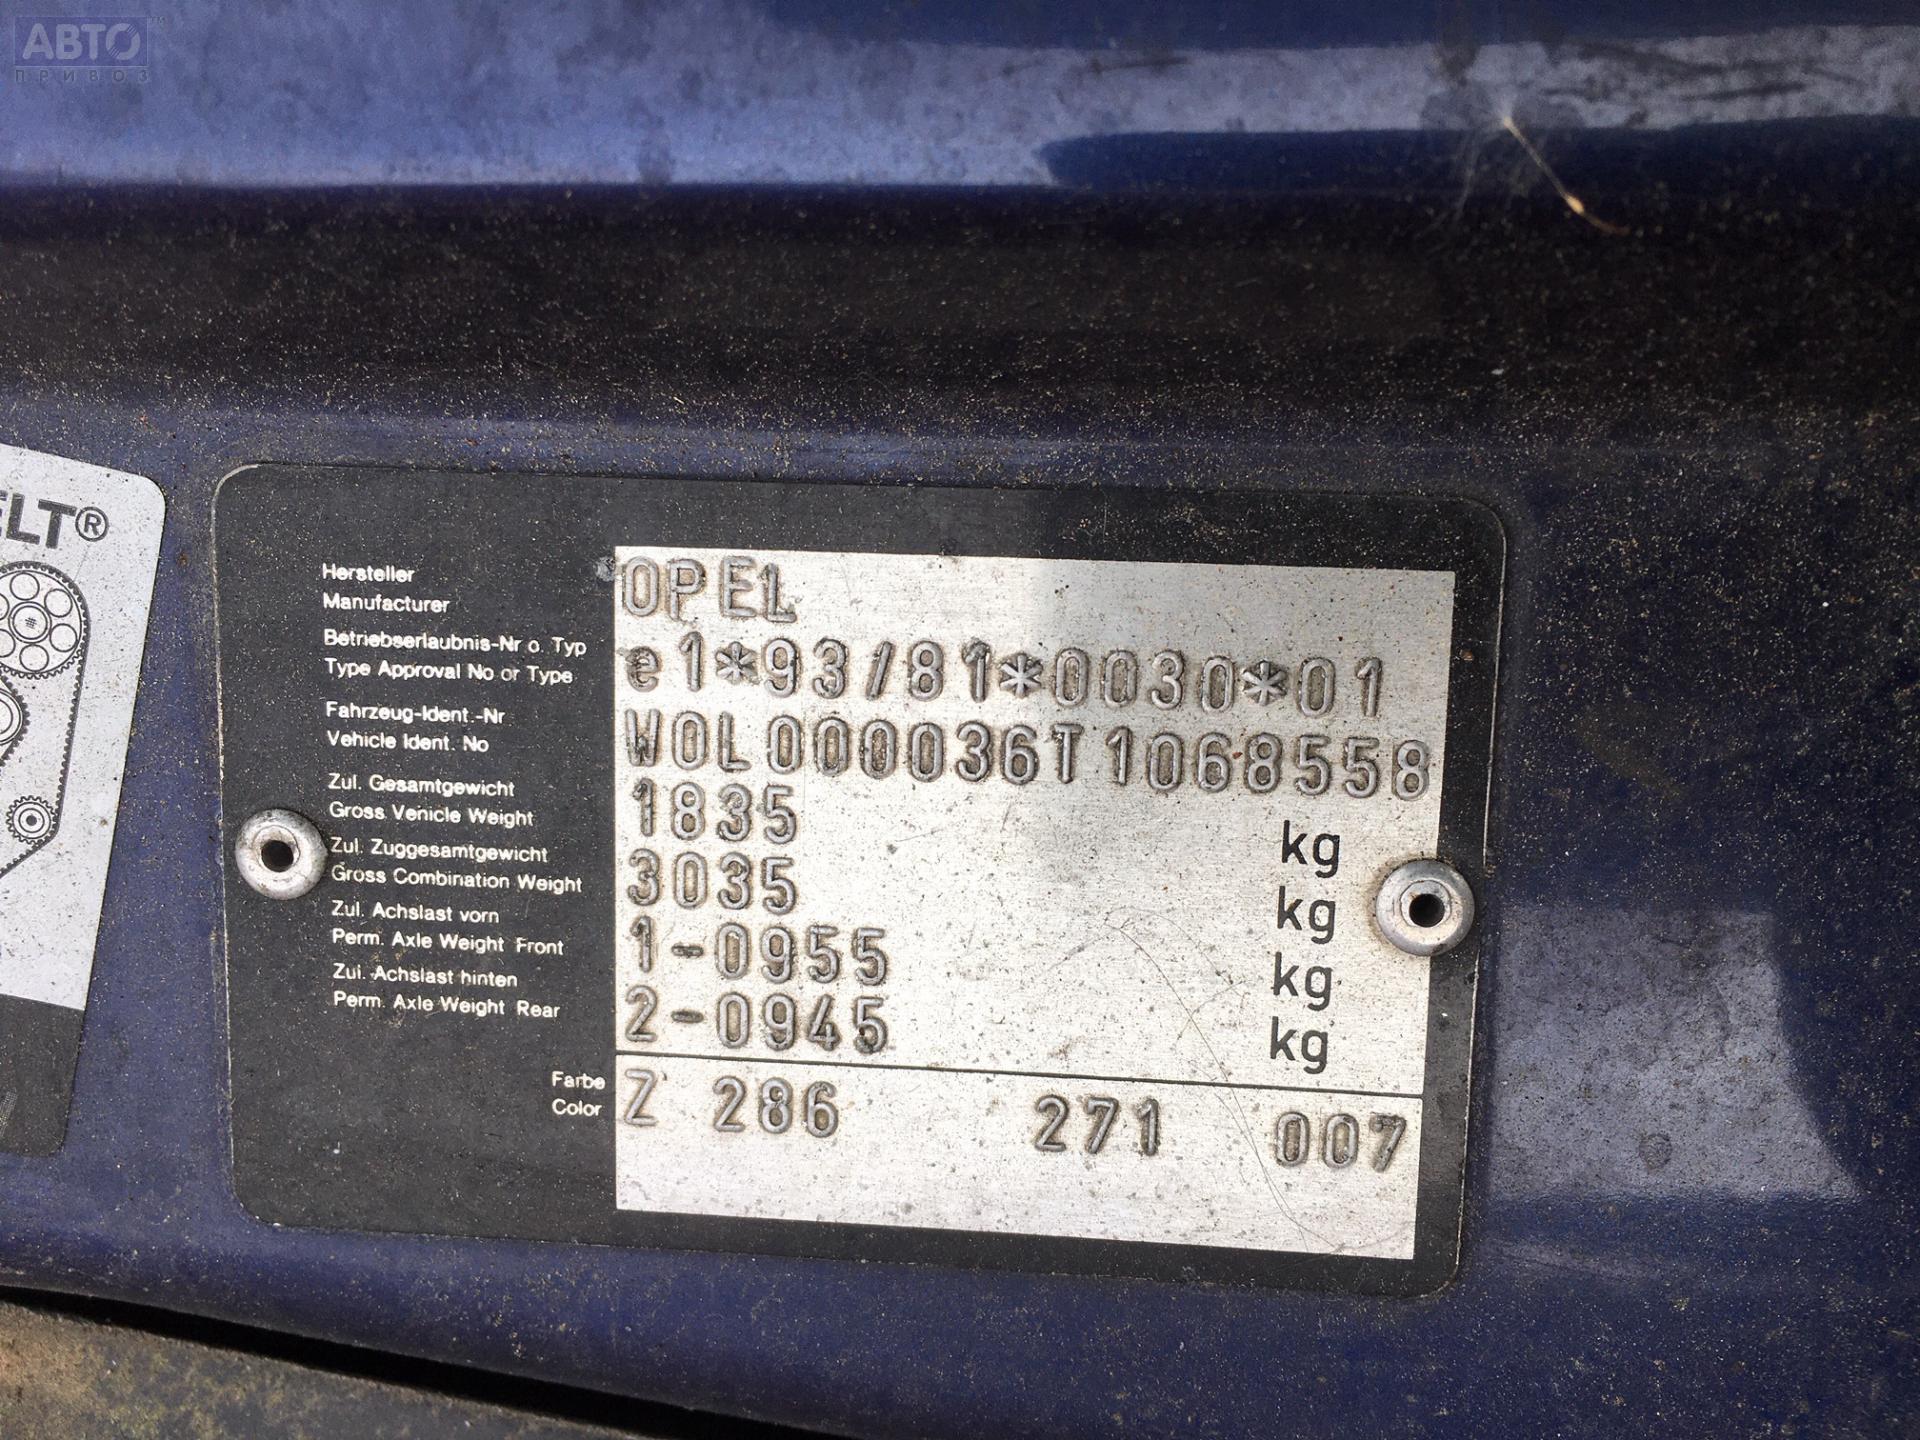 АВТО™
ПРИВОЗ
ELT®
Hersteller
Manufacturer
OPEL
Betriebserlaubnis-Nr o. Typ
Type Approval No or Type
e1*93/81*0030*01
Fahrzeug-Ident.-Nr
Vehicle Ident. No
W0L000036T1068558
Zul. Gesamtgewicht
Gross Vehicle Weight
1835 kg
Zul. Zuggesamtgewicht
Gross Combination Weight
3035 kg
Zul. Achslast vorn
Perm. Axle Weight Front
1-0955 kg
Zul. Achslast hinten
Perm. Axle Weight Rear
2-0945 kg
Farbe
Color
Z 286 271 007